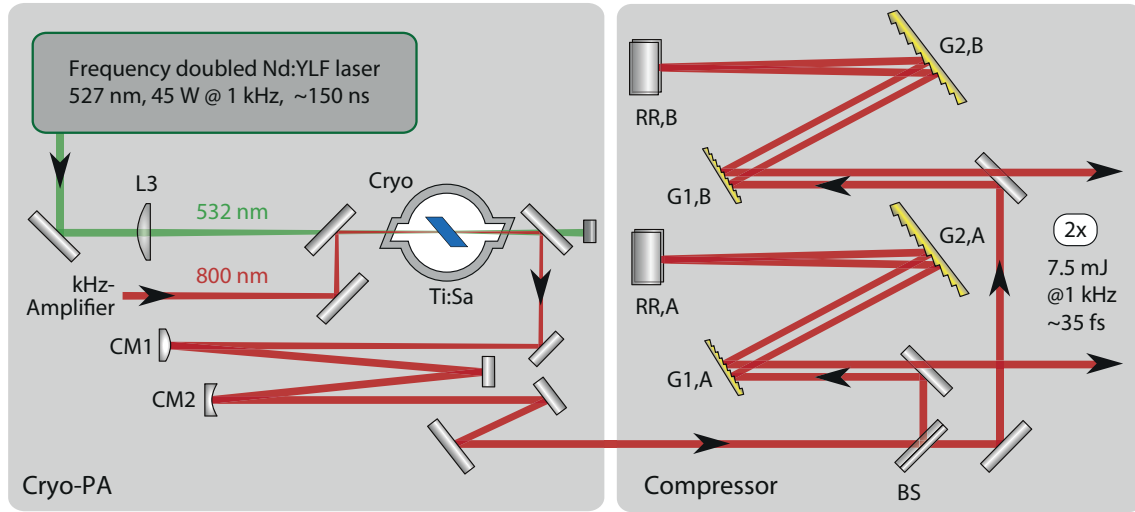 Frequency doubled Nd:YLF laser
527 nm, 45 W @ 1 kHz, ~150 ns
L3
532 nm
Cryo
kHz-
Amplifier
800 nm
Ti:Sa
CM1
CM2
Cryo-PA
G2,B
RR,B
G1,B
G2,A
RR,A
G1,A
2x
7.5 mJ
@1 kHz
~35 fs
BS
Compressor